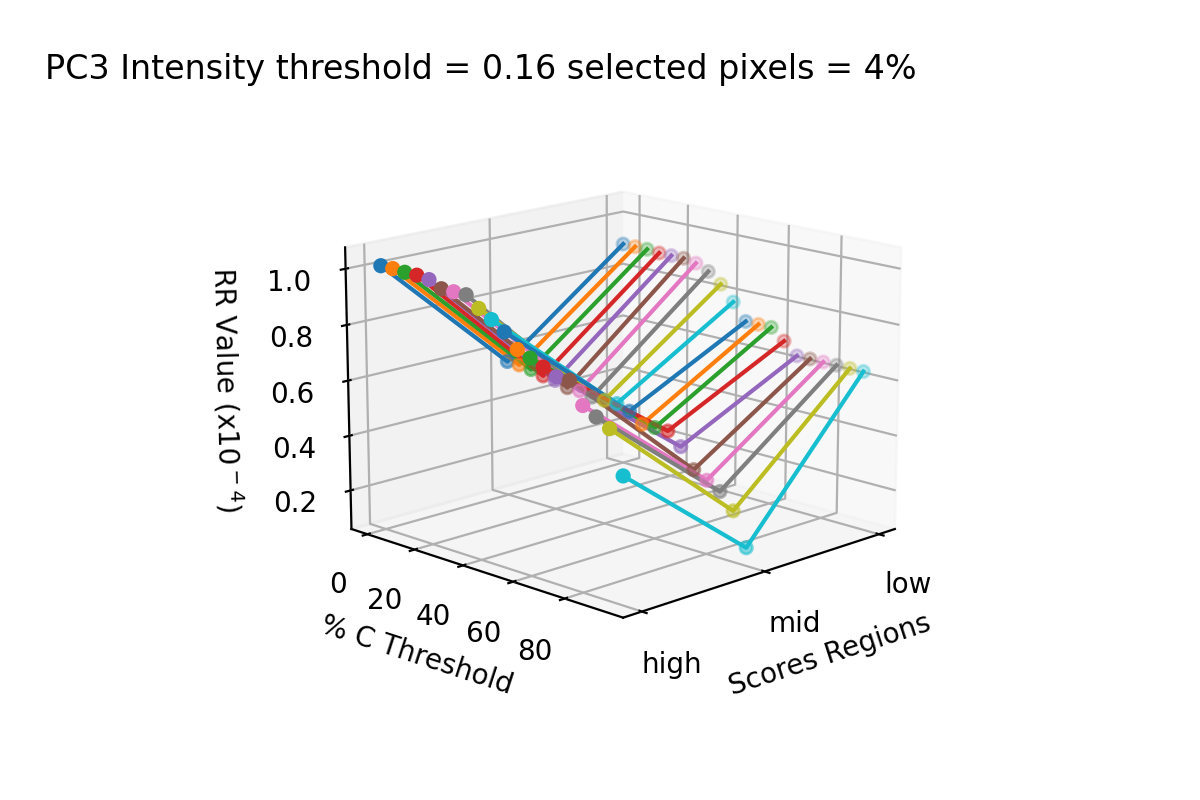 PC3 Intensity threshold = 0.16 selected pixels = 4%
RR Value (x10⁻⁴)
1.0
0.8
0.6
0.4
0.2
0
20
40
60
80
% C Threshold
high
mid
low
Scores Regions